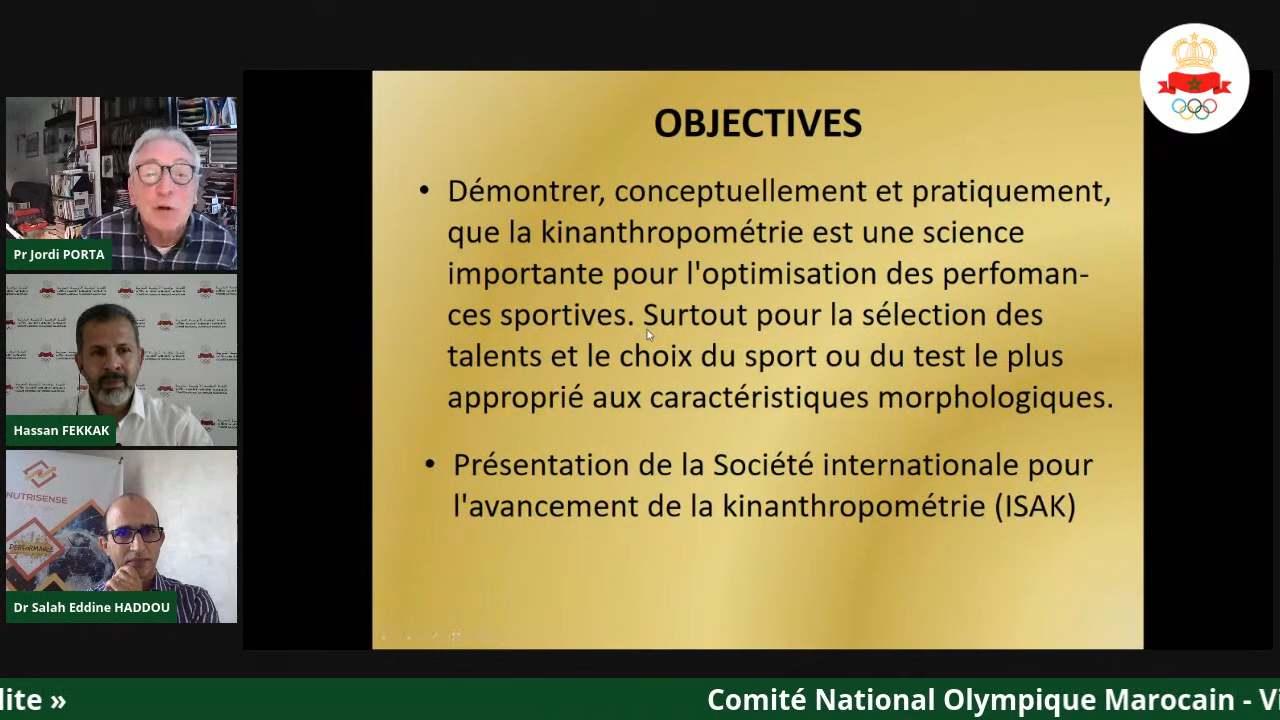 OBJECTIVES
• Démontrer, conceptuellement et pratiquement,
que la kinanthropométrie est une science
importante pour l'optimisation des perfoman-
ces sportives. Surtout pour la sélection des
talents et le choix du sport ou du test le plus
approprié aux caractéristiques morphologiques.
• Présentation de la Société internationale pour
l'avancement de la kinanthropométrie (ISAK)
Pr Jordi PORTA
Hassan FEKKAK
NUTRISENSE
PERFORMANCE
Dr Salah Eddine HADDOU
lite »
Comité National Olympique Marocain - Vi